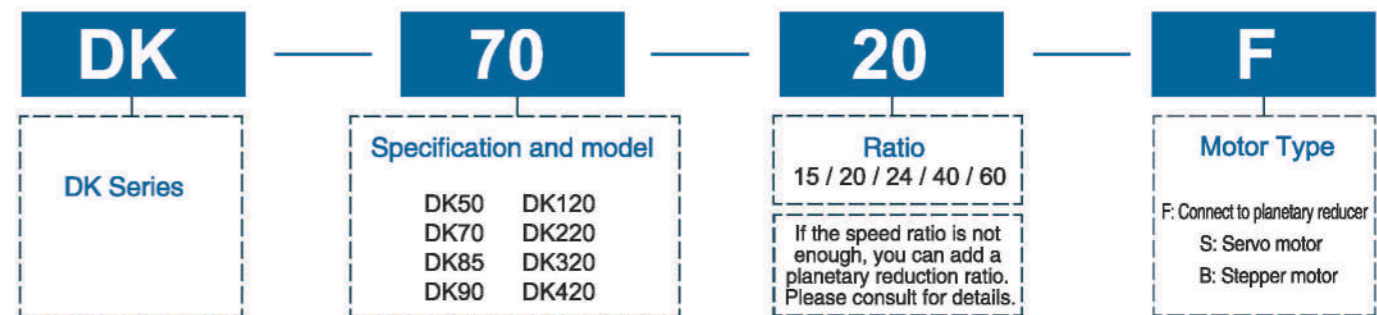 DK — 70 — 20 — F
DK Series
Specification and model
DK50 DK120
DK70 DK220
DK85 DK320
DK90 DK420
Ratio
15 / 20 / 24 / 40 / 60
If the speed ratio is not
enough, you can add a
planetary reduction ratio.
Please consult for details.
Motor Type
F: Connect to planetary reducer
S: Servo motor
B: Stepper motor